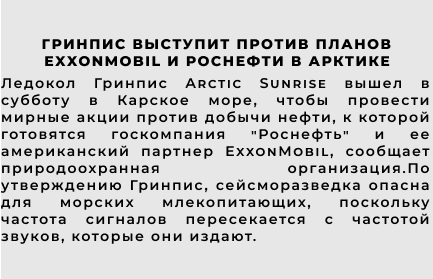 ГРИНПИС ВЫСТУПИТ ПРОТИВ ПЛАНОВ
EXXONMOBIL И РОСНЕФТИ В АРКТИКЕ
Ледокол Гринпис Arctic Sunrise вышел в
субботу в Карское море, чтобы провести
мирные акции против добычи нефти, к которой
готовятся госкомпания "Роснефть" и ее
американский партнер ExxonMobil, сообщает
природоохранная организация.По
утверждению Гринпис, сейсморазведка опасна
для морских млекопитающих, поскольку
частота сигналов пересекается с частотой
звуков, которые они издают.